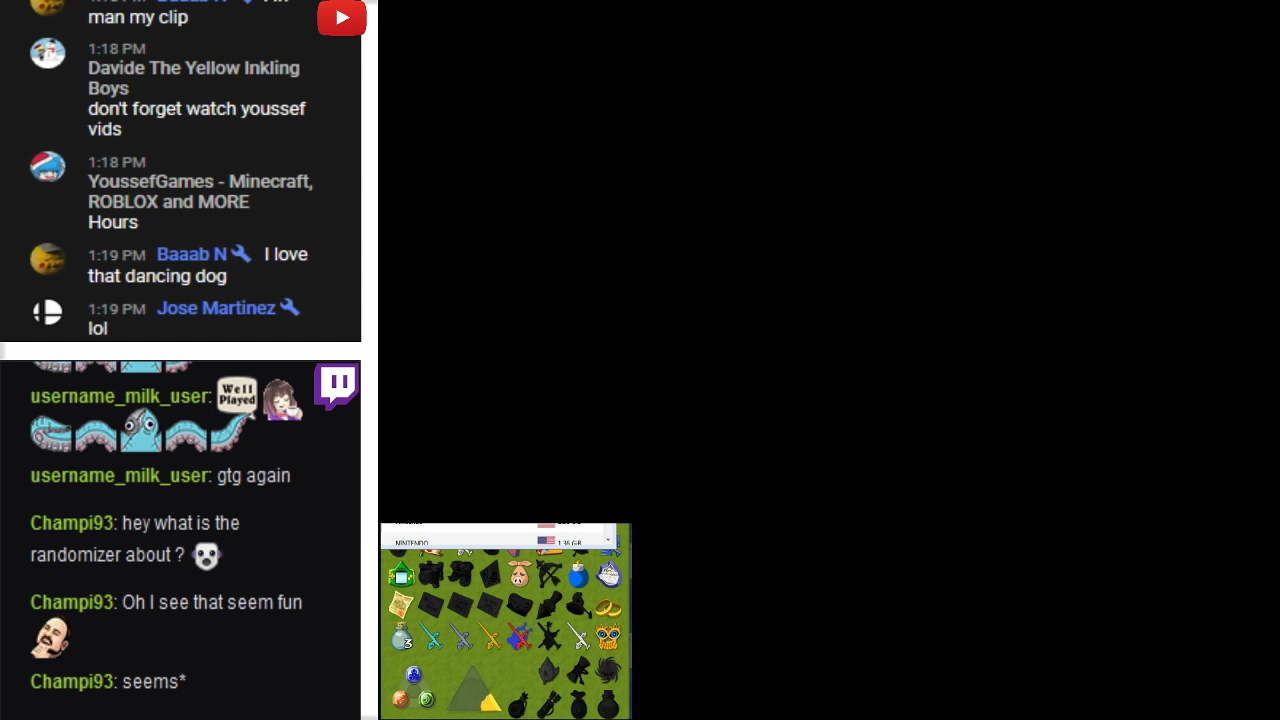 man my clip
1:18 PM
Davide The Yellow Inkling
Boys
don't forget watch youssef
vids
1:18 PM
YoussefGames - Minecraft,
ROBLOX and MORE
Hours
1:19 PM Baaab N I love
that dancing dog
1:19 PM Jose Martinez
lol
username_milk_user: Well
Played
username_milk_user: gtg again
Champi93: hey what is the
randomizer about ?
Champi93: Oh I see that seem fun
Champi93: seems*
NINTENDO 1.36 GiB
3